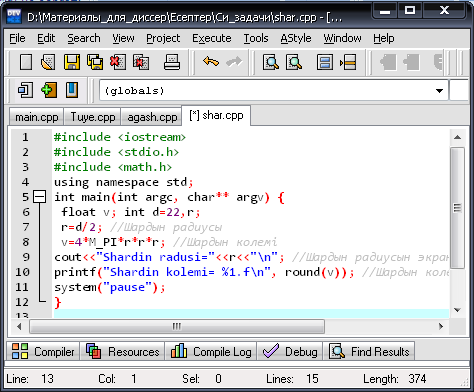 D:\Материалы_для_диссер\Есептер\Си_задачи\shar.cpp - [...
File Edit Search View Project Execute Tools AStyle Window Help
(globals)
main.cpp Tuye.cpp agash.cpp [*] shar.cpp
1 #include <iostream>
2 #include <stdio.h>
3 #include <math.h>
4 using namespace std;
5 int main(int argc, char** argv) {
6 float v; int d=22,r;
7 r=d/2; //Шардын радиусы
8 v=4*M_PI*r*r*r; //Шардын колемі
9 cout<<"Shardin radusi="<<r<<"\n"; //Шардын радиусын экран
10 printf("Shardin kolemi= %1.f\n", round(v)); //Шардын коле
11 system("pause");
12 }
13
Compiler Resources Compile Log Debug Find Results
Line: 13 Col: 1 Sel: 0 Lines: 15 Length: 374